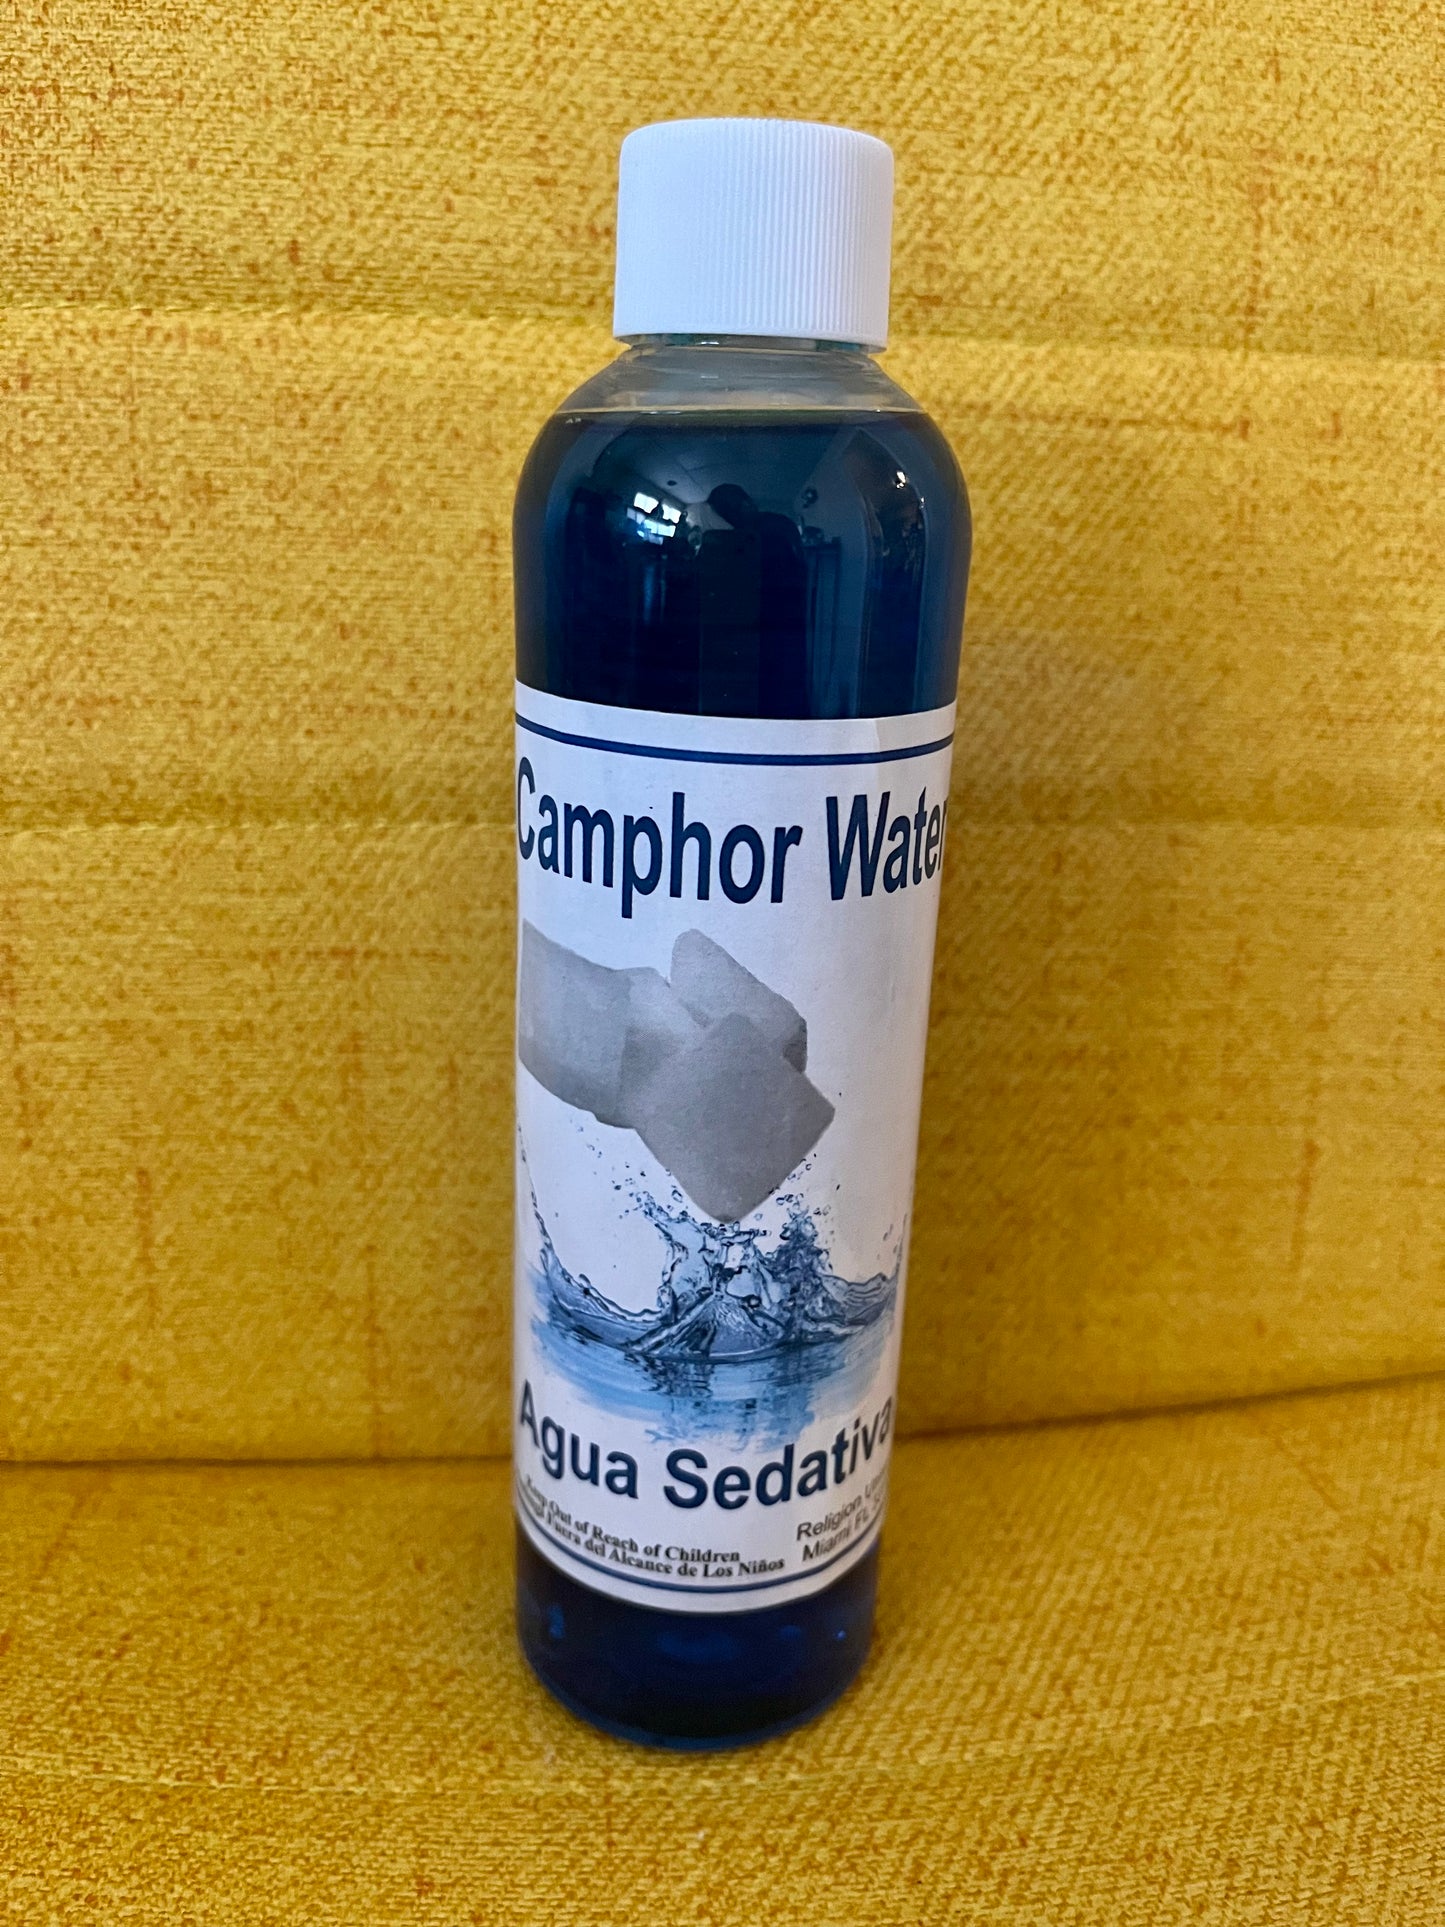 Camphor Water
Agua Sedativa
Keep Out of Reach of Children
Fuera del Alcance de Los Niños
Religion
Miami FL